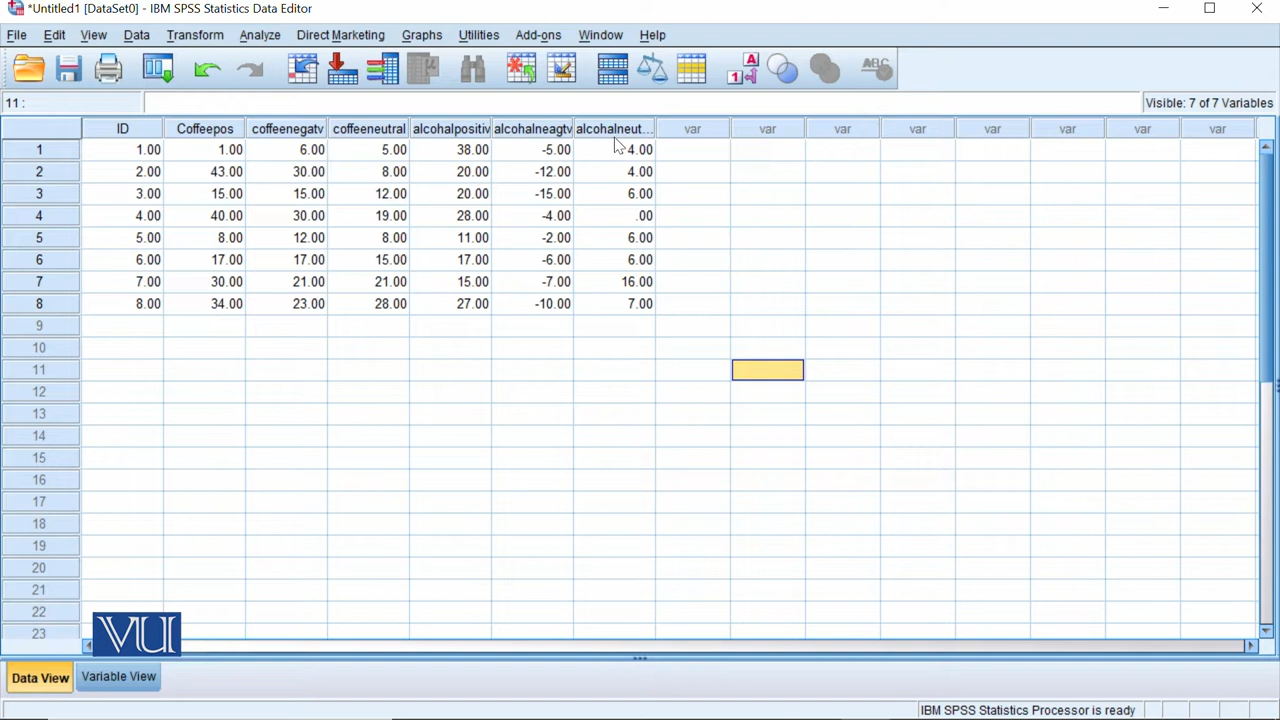 *Untitled1 [DataSet0] - IBM SPSS Statistics Data Editor
File Edit View Data Transform Analyze Direct Marketing Graphs Utilities Add-ons Window Help
11 : Visible: 7 of 7 Variables
ID Coffeepos coffeenegatv coffeeneutral alcohalpositiv alcohalneagtv alcohalneut... var var var var var var var var
1 1.00 1.00 6.00 5.00 38.00 -5.00 4.00
2 2.00 43.00 30.00 8.00 20.00 -12.00 4.00
3 3.00 15.00 15.00 12.00 20.00 -15.00 6.00
4 4.00 40.00 30.00 19.00 28.00 -4.00 .00
5 5.00 8.00 12.00 8.00 11.00 -2.00 6.00
6 6.00 17.00 17.00 15.00 17.00 -6.00 6.00
7 7.00 30.00 21.00 21.00 15.00 -7.00 16.00
8 8.00 34.00 23.00 28.00 27.00 -10.00 7.00
9
10
11
12
13
14
15
16
17
18
19
20
21
22
23
VU
Data View Variable View
IBM SPSS Statistics Processor is ready